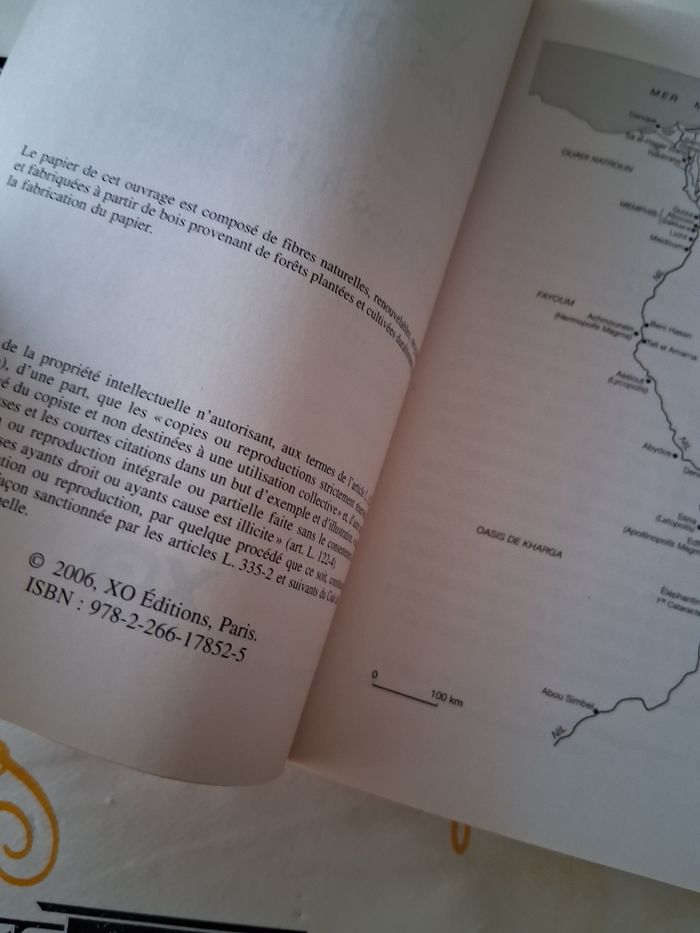 Le papier de cet ouvrage est composé de fibres naturelles, renouvelables,
et fabriquées à partir de bois provenant de forêts plantées et cultivées
la fabrication du papier.
de la propriété intellectuelle n'autorisant, aux termes de l'article
), d'une part, que les « copies ou reproductions strictement
du copiste et non destinées à une utilisation collective » et,
et les courtes citations dans un but d'exemple et d'illustration,
ou reproduction intégrale ou partielle faite sans le
ayants droit ou ayants cause est illicite » (art. L. 122-4).
ou reproduction, par quelque procédé que ce soit,
sanctionnée par les articles L. 335-2 et suivants du
© 2006, XO Éditions, Paris.
ISBN : 978-2-266-17852-5
MER
OUADI NATROUN
MEMPHIS
FAYOUM
Achmounein
(Hermopolis Magna)
Beni Hasan
Tell el Amarna
Assiout
(Lycopolis)
NIL
Abydos
(Latopolis)
(Apollinopolis Magna)
OASIS DE KHARGA
Éléphantine
1re Cataracte
0
100 km
Abou Simbel
NIL